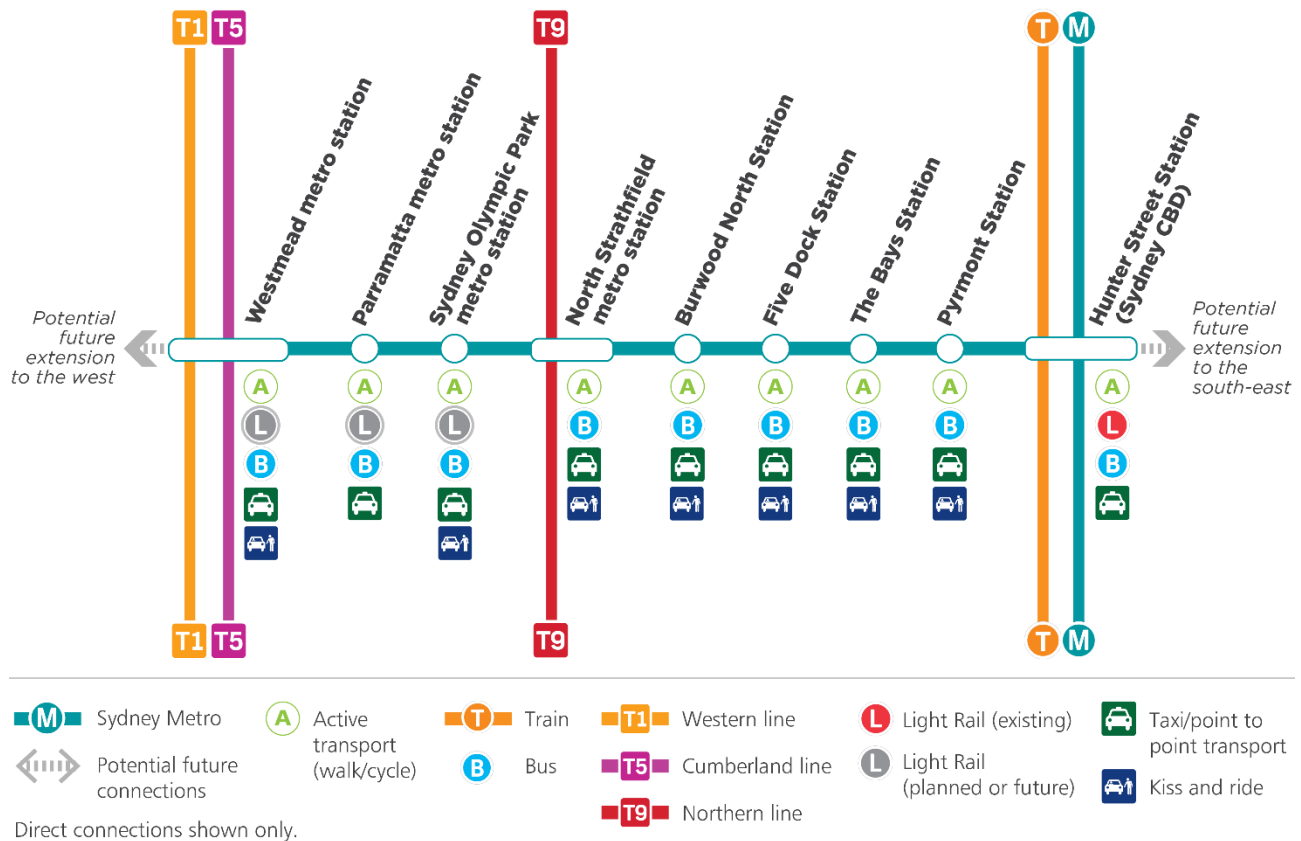 T1 T5 T9 T M
Westmead metro station
Parramatta metro station
Sydney Olympic Park
metro station
North Strathfield
metro station
Burwood North Station
Five Dock Station
The Bays Station
Pyrmont Station
Hunter Street Station
(Sydney CBD)
Potential
future
extension
to the west
Potential
future
extension
to the
south-east
A A A A A A A A A
L L L B B B B B L
B B B B
T1 T5 T9 T M
M Sydney Metro
Potential future
connections
A Active
transport
(walk/cycle)
T Train
B Bus
T1 Western line
T5 Cumberland line
T9 Northern line
L Light Rail (existing)
L Light Rail
(planned or future)
Taxi/point to
point transport
Kiss and ride
Direct connections shown only.